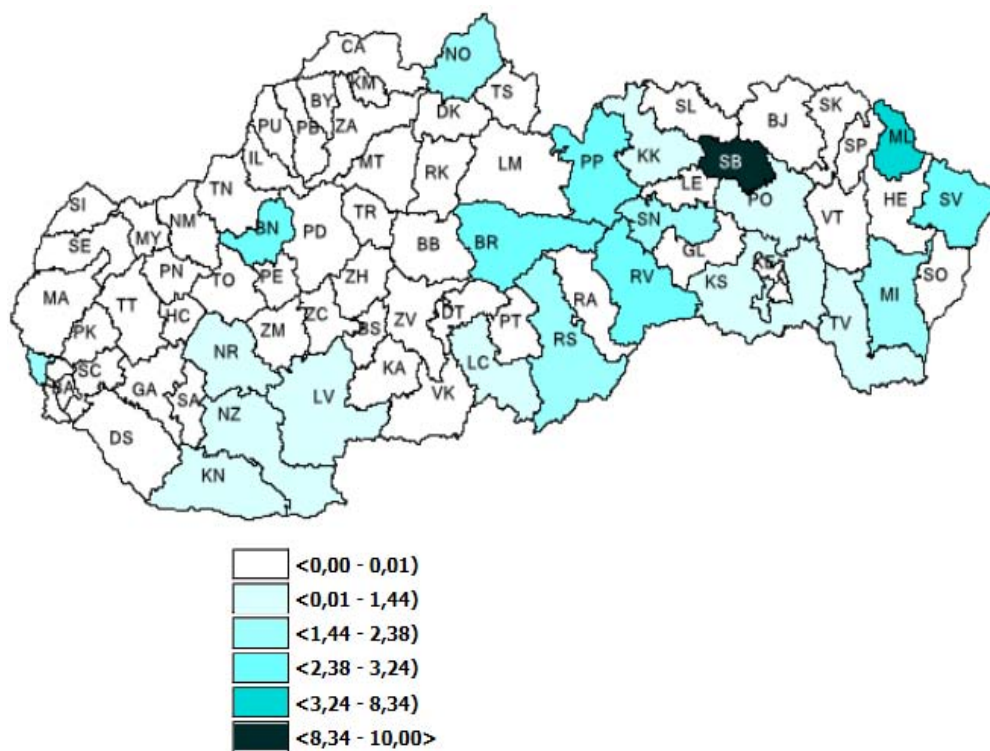 CA
NO
KM
TS
BY
PU
PB
ZA
DK
SL
BJ
SK
ML
IL
MT
RK
LM
PP
KK
SB
SP
TN
LE
HE
SI
NM
BN
PD
TR
SN
PO
VT
SV
SE
MY
BB
BR
GL
PN
TO
PE
ZH
RV
KS
KE
SO
MA
TT
HC
ZC
RA
MI
PK
ZM
BS
ZV
DT
PT
TV
NR
RS
SC
LC
BA
GA
SA
LV
KA
VK
NZ
DS
KN
<0,00 - 0,01)
<0,01 - 1,44)
<1,44 - 2,38)
<2,38 - 3,24)
<3,24 - 8,34)
<8,34 - 10,00>